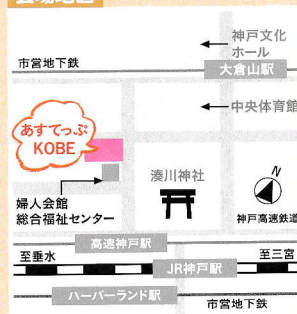 会場地図
神戸文化
ホール
市営地下鉄
大倉山駅
中央体育館
あすてっぷ
KOBE
湊川神社
N
婦人会館
総合福祉センター
神戸高速鉄道
高速神戸駅
至垂水
至三宮
JR神戸駅
ハーバーランド駅
市営地下鉄